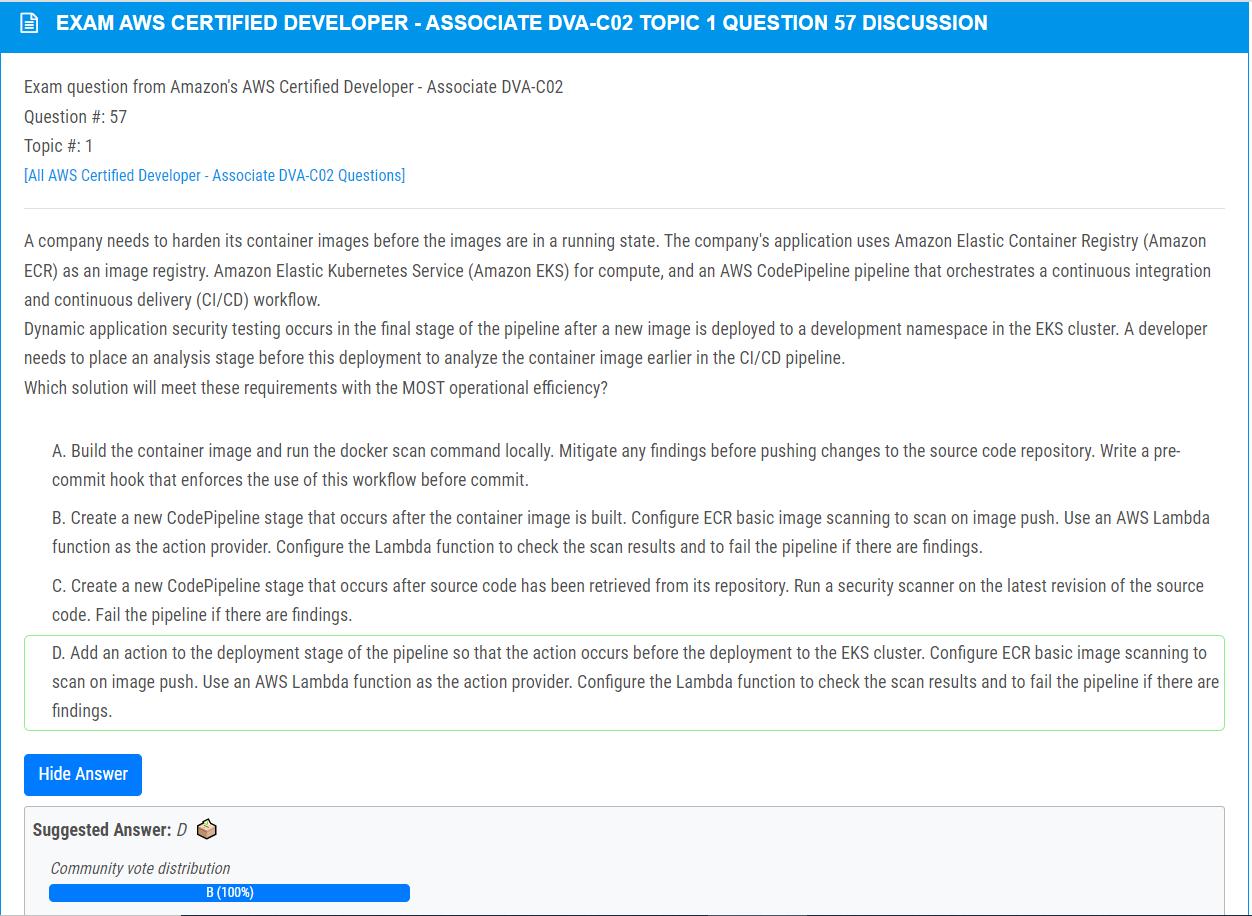 EXAM AWS CERTIFIED DEVELOPER - ASSOCIATE DVA-C02 TOPIC 1 QUESTION 57 DISCUSSION
Exam question from Amazon's AWS Certified Developer - Associate DVA-C02
Question #: 57
Topic #: 1
[All AWS Certified Developer - Associate DVA-C02 Questions]
A company needs to harden its container images before the images are in a running state. The company's application uses Amazon Elastic Container Registry (Amazon
ECR) as an image registry. Amazon Elastic Kubernetes Service (Amazon EKS) for compute, and an AWS CodePipeline pipeline that orchestrates a continuous integration
and continuous delivery (CI/CD) workflow.
Dynamic application security testing occurs in the final stage of the pipeline after a new image is deployed to a development namespace in the EKS cluster. A developer
needs to place an analysis stage before this deployment to analyze the container image earlier in the CI/CD pipeline.
Which solution will meet these requirements with the MOST operational efficiency?
A. Build the container image and run the docker scan command locally. Mitigate any findings before pushing changes to the source code repository. Write a pre-
commit hook that enforces the use of this workflow before commit.
B. Create a new CodePipeline stage that occurs after the container image is built. Configure ECR basic image scanning to scan on image push. Use an AWS Lambda
function as the action provider. Configure the Lambda function to check the scan results and to fail the pipeline if there are findings.
C. Create a new CodePipeline stage that occurs after source code has been retrieved from its repository. Run a security scanner on the latest revision of the source
code. Fail the pipeline if there are findings.
D. Add an action to the deployment stage of the pipeline so that the action occurs before the deployment to the EKS cluster. Configure ECR basic image scanning to
scan on image push. Use an AWS Lambda function as the action provider. Configure the Lambda function to check the scan results and to fail the pipeline if there are
findings.
Hide Answer
Suggested Answer: D
Community vote distribution
B (100%)